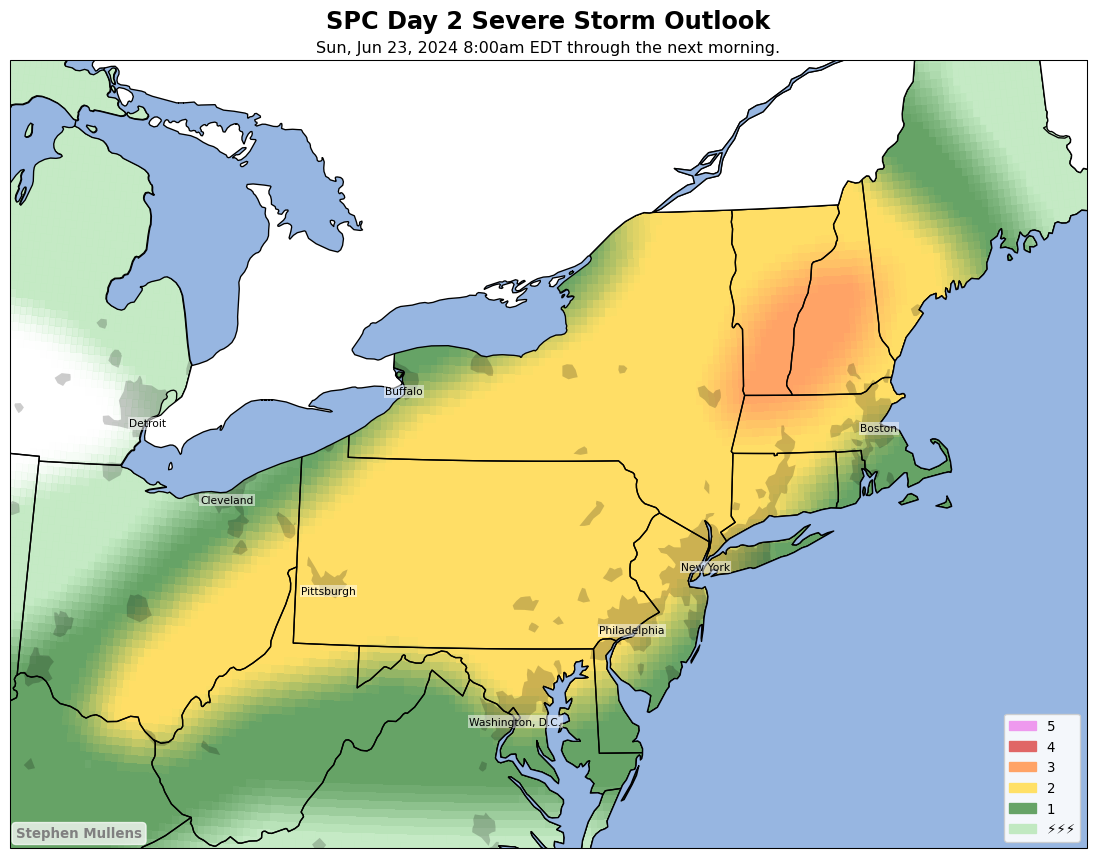 SPC Day 2 Severe Storm Outlook
Sun, Jun 23, 2024 8:00am EDT through the next morning.
Buffalo
Detroit
Boston
Cleveland
New York
Pittsburgh
Philadelphia
Washington, D.C.
5
4
3
2
1
⚡⚡⚡
Stephen Mullens